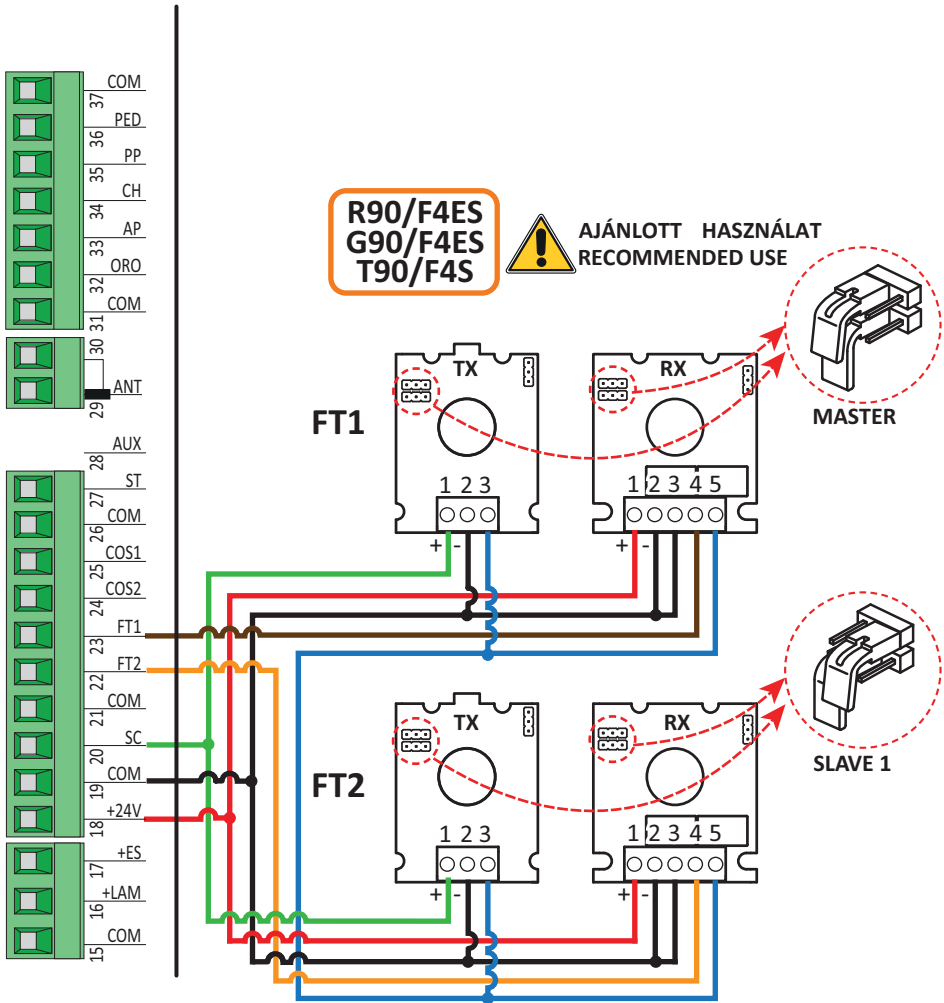 COM
37
PED
36
PP
35
CH
34
AP
33
ORO
32
COM
31
30
ANT
29
AUX
28
ST
27
COM
26
COS1
25
COS2
24
FT1
23
FT2
22
COM
21
SC
20
COM
19
+24V
18
+ES
17
+LAM
16
COM
15
R90/F4ES
G90/F4ES
T90/F4S
AJÁNLOTT HASZNÁLAT
RECOMMENDED USE
MASTER
FT1
TX
1 2 3
+ -
RX
1 2 3 4 5
+ -
SLAVE 1
FT2
TX
1 2 3
+ -
RX
1 2 3 4 5
+ -